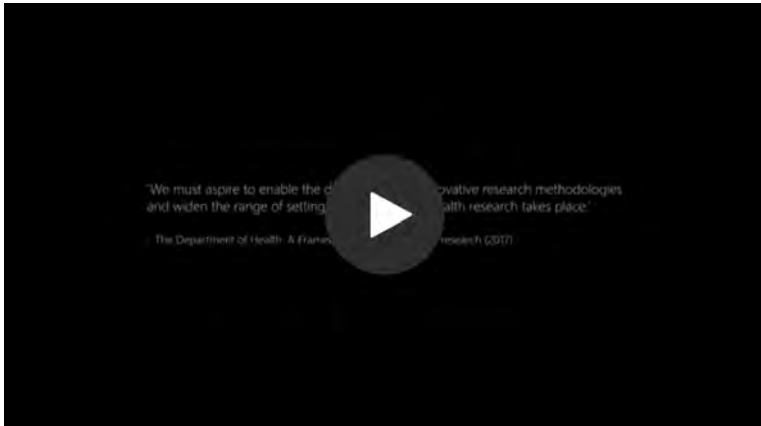 'We must aspire to enable the d ovative research methodologies
and widen the range of setting alth research takes place.'
- The Department of Health: A Frames research (2017)